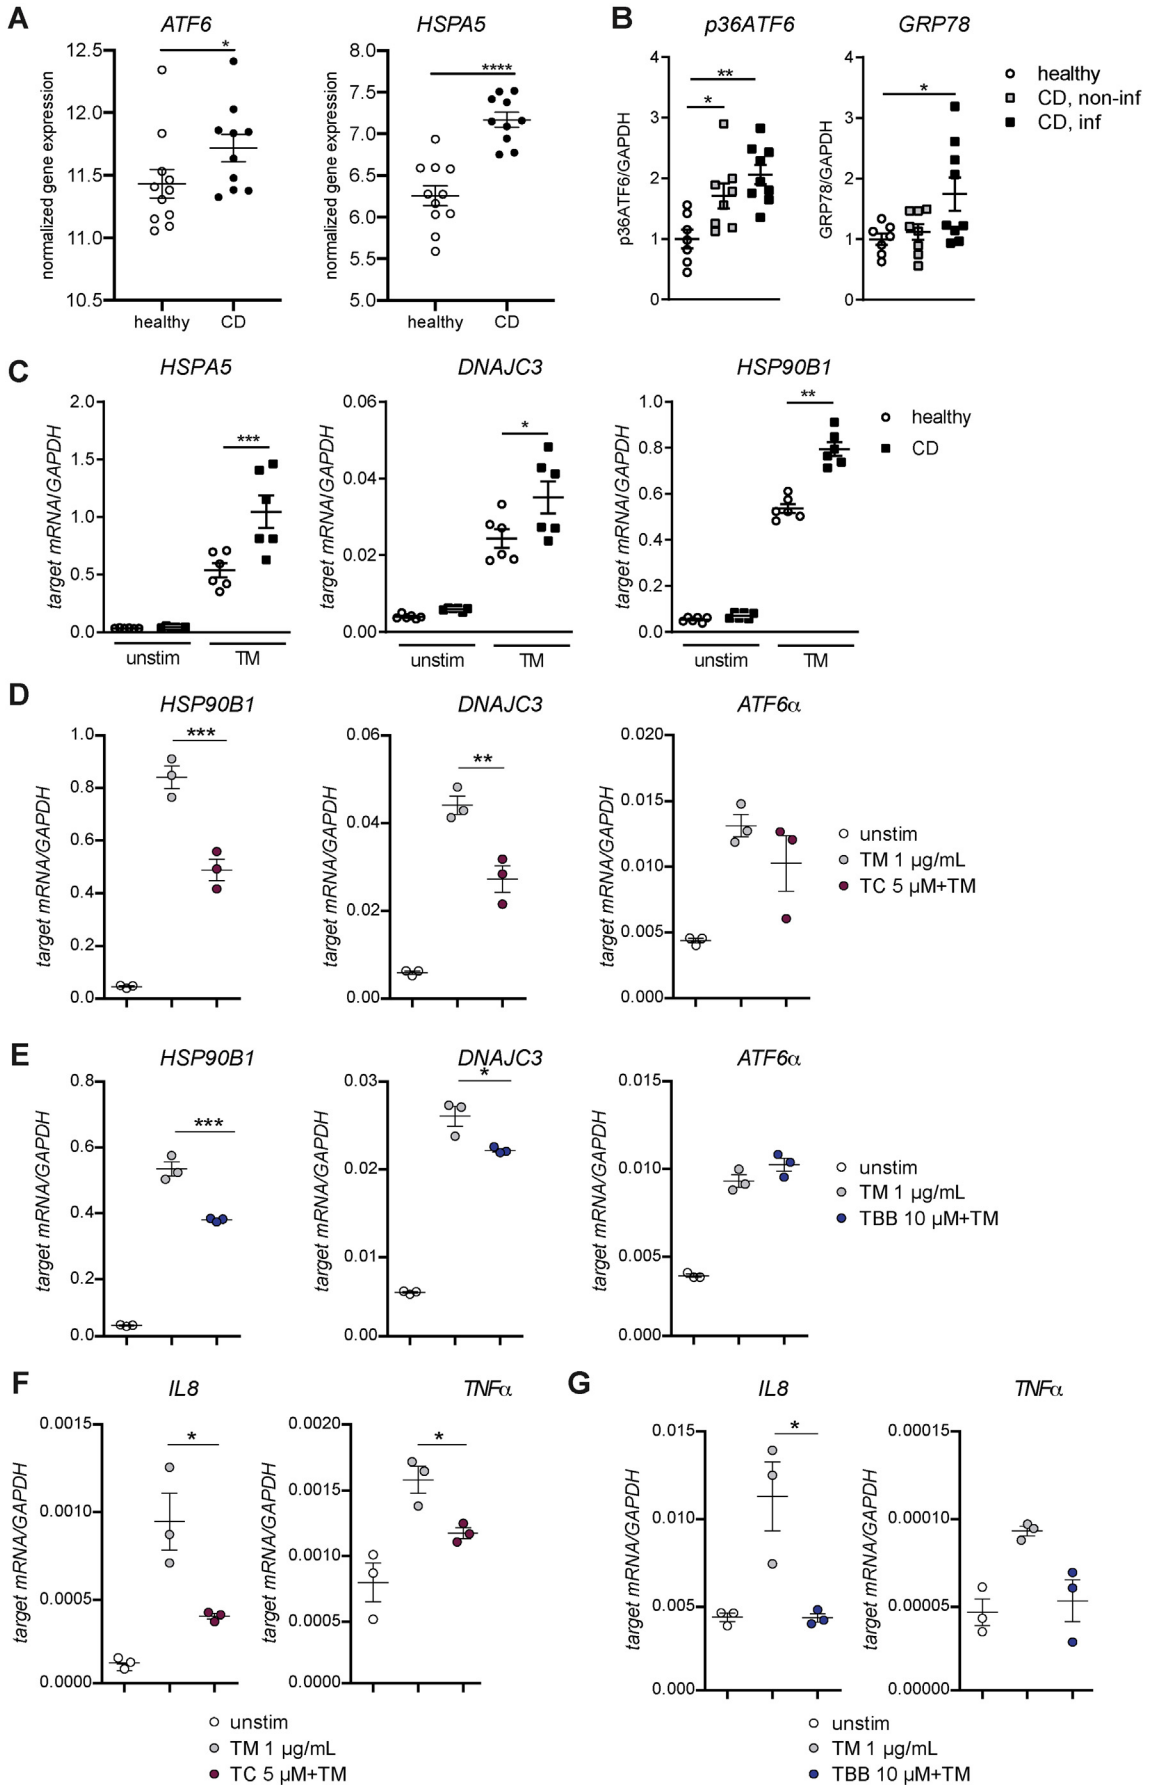 A
ATF6
HSPA5
normalized gene expression
12.5
12.0
11.5
11.0
10.5
*
healthy
CD
normalized gene expression
8.0
7.5
7.0
6.5
6.0
5.5
5.0
****
healthy
CD
B
p36ATF6
GRP78
p36ATF6/GAPDH
4
3
2
1
0
**
*
GRP78/GAPDH
4
3
2
1
0
*
healthy
CD, non-inf
CD, inf
C
HSPA5
DNAJC3
HSP90B1
target mRNA/GAPDH
2.0
1.5
1.0
0.5
0.0
***
unstim
TM
target mRNA/GAPDH
0.06
0.04
0.02
0.00
*
unstim
TM
target mRNA/GAPDH
1.0
0.8
0.6
0.4
0.2
0.0
**
unstim
TM
healthy
CD
D
HSP90B1
DNAJC3
ATF6α
target mRNA/GAPDH
1.0
0.8
0.6
0.4
0.2
0.0
***
target mRNA/GAPDH
0.06
0.04
0.02
0.00
**
target mRNA/GAPDH
0.020
0.015
0.010
0.005
0.000
unstim
TM 1 µg/mL
TC 5 µM+TM
E
HSP90B1
DNAJC3
ATF6α
target mRNA/GAPDH
0.8
0.6
0.4
0.2
0.0
***
target mRNA/GAPDH
0.03
0.02
0.01
0.00
*
target mRNA/GAPDH
0.015
0.010
0.005
0.000
unstim
TM 1 µg/mL
TBB 10 µM+TM
F
IL8
TNFα
target mRNA/GAPDH
0.0015
0.0010
0.0005
0.0000
*
target mRNA/GAPDH
0.0020
0.0015
0.0010
0.0005
0.0000
*
unstim
TM 1 µg/mL
TC 5 µM+TM
G
IL8
TNFα
target mRNA/GAPDH
0.015
0.010
0.005
0.000
*
target mRNA/GAPDH
0.00015
0.00010
0.00005
0.00000
unstim
TM 1 µg/mL
TBB 10 µM+TM